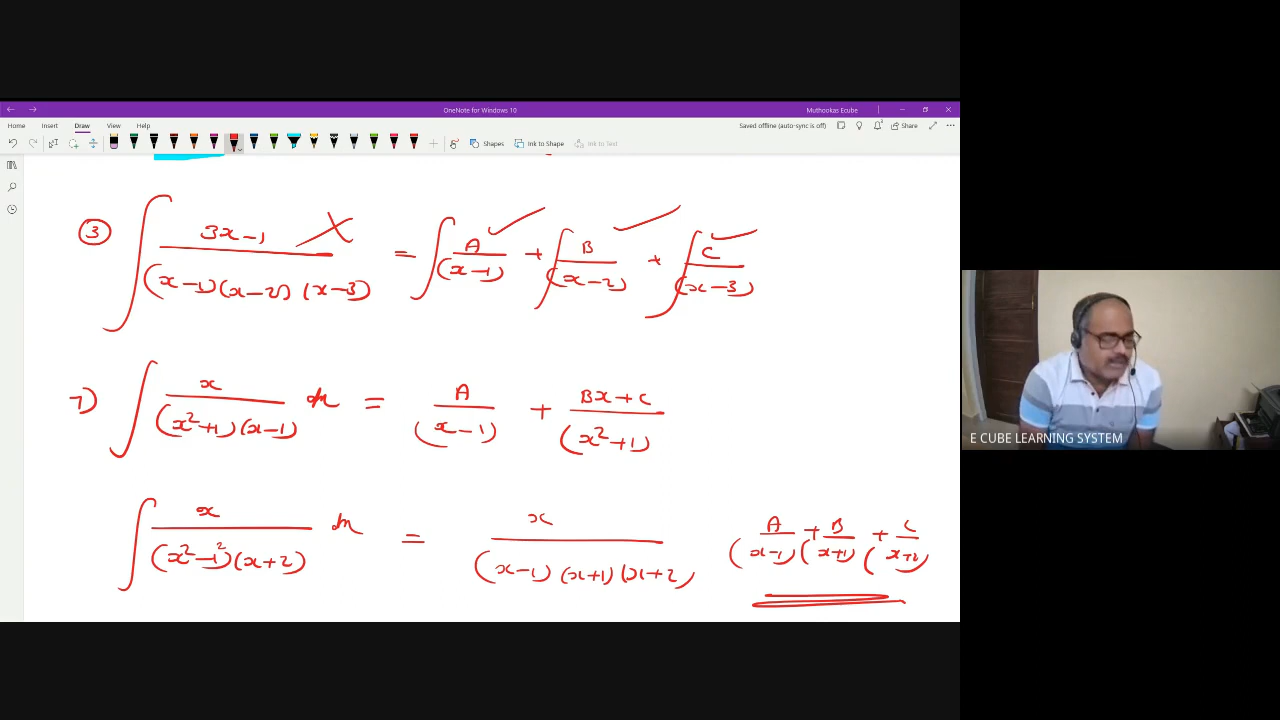 OneNote for Windows 10
Muthookas Ecube
Home Insert Draw View Help
Saved offline (auto-sync is off) Share
Shapes Ink to Shape Ink to Text
③ ∫ (3x-1)/((x-1)(x-2)(x-3)) = ∫ A/(x-1) + ∫ B/(x-2) + ∫ C/(x-3)
7) ∫ x/((x²+1)(x-1)) dx = A/(x-1) + (Bx+C)/(x²+1)
∫ x/((x²-1²)(x+2)) dx = x/((x-1)(x+1)(x+2)) A/(x-1) + B/(x+1) + C/(x+2)
E CUBE LEARNING SYSTEM